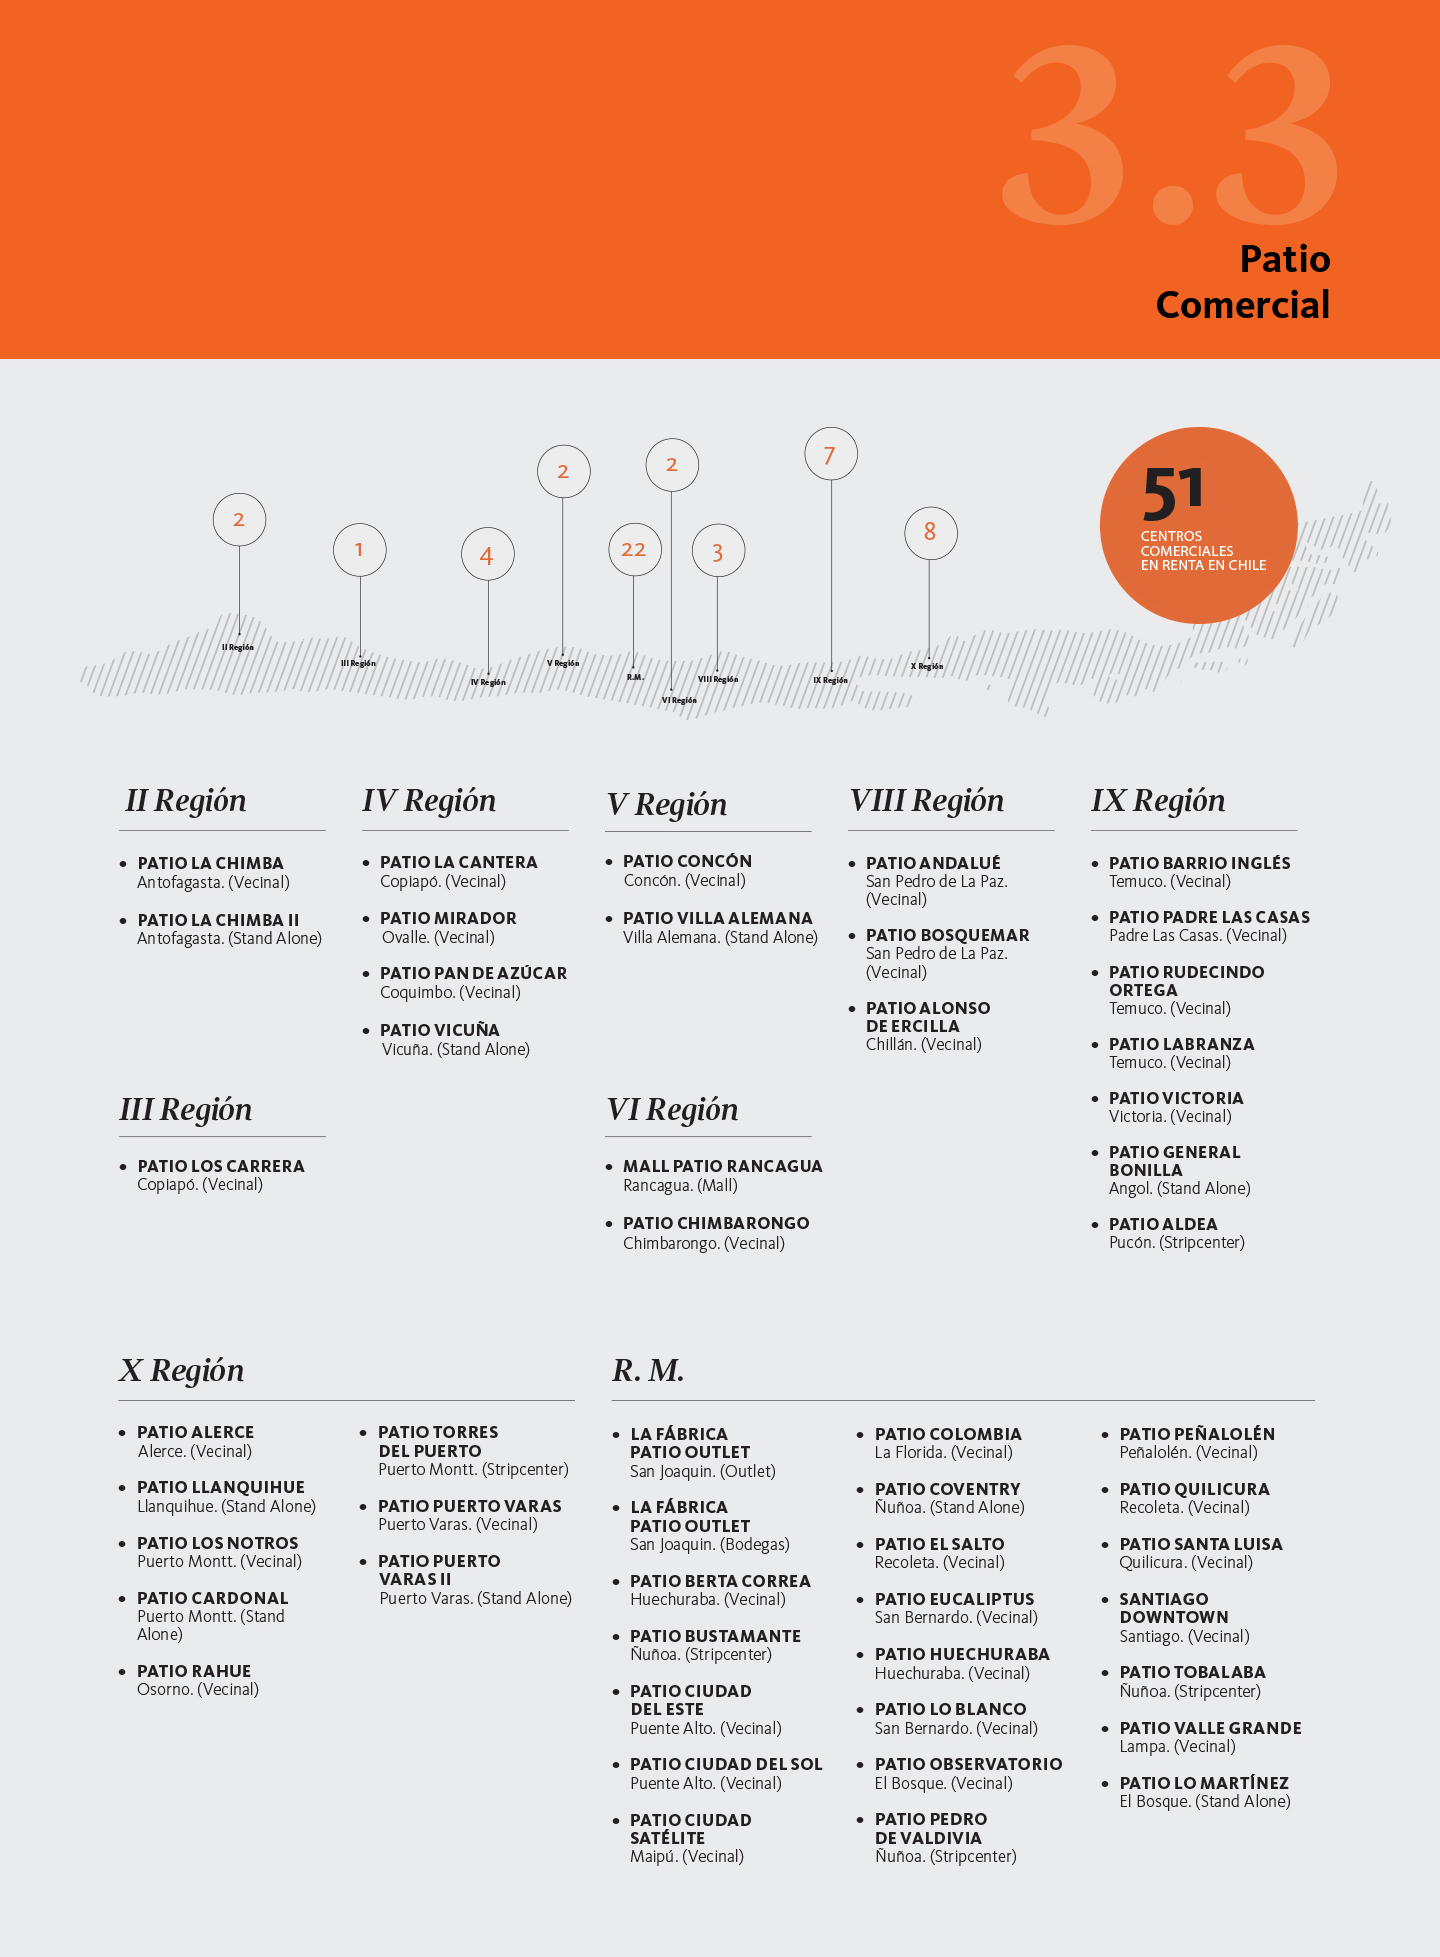 3.3
Patio
Comercial
2
1
4
2
22
2
3
7
8
51
CENTROS
COMERCIALES
EN RENTA EN CHILE
II Región
III Región
IV Región
V Región
R.M.
VI Región
VIII Región
IX Región
X Región
II Región
• PATIO LA CHIMBA
Antofagasta. (Vecinal)
• PATIO LA CHIMBA II
Antofagasta. (Stand Alone)
III Región
• PATIO LOS CARRERA
Copiapó. (Vecinal)
IV Región
• PATIO LA CANTERA
Copiapó. (Vecinal)
• PATIO MIRADOR
Ovalle. (Vecinal)
• PATIO PAN DE AZÚCAR
Coquimbo. (Vecinal)
• PATIO VICUÑA
Vicuña. (Stand Alone)
V Región
• PATIO CONCÓN
Concón. (Vecinal)
• PATIO VILLA ALEMANA
Villa Alemana. (Stand Alone)
VI Región
• MALL PATIO RANCAGUA
Rancagua. (Mall)
• PATIO CHIMBARONGO
Chimbarongo. (Vecinal)
VIII Región
• PATIO ANDALUÉ
San Pedro de La Paz.
(Vecinal)
• PATIO BOSQUEMAR
San Pedro de La Paz.
(Vecinal)
• PATIO ALONSO
DE ERCILLA
Chillán. (Vecinal)
IX Región
• PATIO BARRIO INGLÉS
Temuco. (Vecinal)
• PATIO PADRE LAS CASAS
Padre Las Casas. (Vecinal)
• PATIO RUDECINDO
ORTEGA
Temuco. (Vecinal)
• PATIO LABRANZA
Temuco. (Vecinal)
• PATIO VICTORIA
Victoria. (Vecinal)
• PATIO GENERAL
BONILLA
Angol. (Stand Alone)
• PATIO ALDEA
Pucón. (Stripcenter)
X Región
• PATIO ALERCE
Alerce. (Vecinal)
• PATIO LLANQUIHUE
Llanquihue. (Stand Alone)
• PATIO LOS NOTROS
Puerto Montt. (Vecinal)
• PATIO CARDONAL
Puerto Montt. (Stand
Alone)
• PATIO RAHUE
Osorno. (Vecinal)
• PATIO TORRES
DEL PUERTO
Puerto Montt. (Stripcenter)
• PATIO PUERTO VARAS
Puerto Varas. (Vecinal)
• PATIO PUERTO
VARAS II
Puerto Varas. (Stand Alone)
R. M.
• LA FÁBRICA
PATIO OUTLET
San Joaquin. (Outlet)
• LA FÁBRICA
PATIO OUTLET
San Joaquin. (Bodegas)
• PATIO BERTA CORREA
Huechuraba. (Vecinal)
• PATIO BUSTAMANTE
Ñuñoa. (Stripcenter)
• PATIO CIUDAD
DEL ESTE
Puente Alto. (Vecinal)
• PATIO CIUDAD DEL SOL
Puente Alto. (Vecinal)
• PATIO CIUDAD
SATÉLITE
Maipú. (Vecinal)
• PATIO COLOMBIA
La Florida. (Vecinal)
• PATIO COVENTRY
Ñuñoa. (Stand Alone)
• PATIO EL SALTO
Recoleta. (Vecinal)
• PATIO EUCALIPTUS
San Bernardo. (Vecinal)
• PATIO HUECHURABA
Huechuraba. (Vecinal)
• PATIO LO BLANCO
San Bernardo. (Vecinal)
• PATIO OBSERVATORIO
El Bosque. (Vecinal)
• PATIO PEDRO
DE VALDIVIA
Ñuñoa. (Stripcenter)
• PATIO PEÑALOLÉN
Peñalolén. (Vecinal)
• PATIO QUILICURA
Recoleta. (Vecinal)
• PATIO SANTA LUISA
Quilicura. (Vecinal)
• SANTIAGO
DOWNTOWN
Santiago. (Vecinal)
• PATIO TOBALABA
Ñuñoa. (Stripcenter)
• PATIO VALLE GRANDE
Lampa. (Vecinal)
• PATIO LO MARTÍNEZ
El Bosque. (Stand Alone)